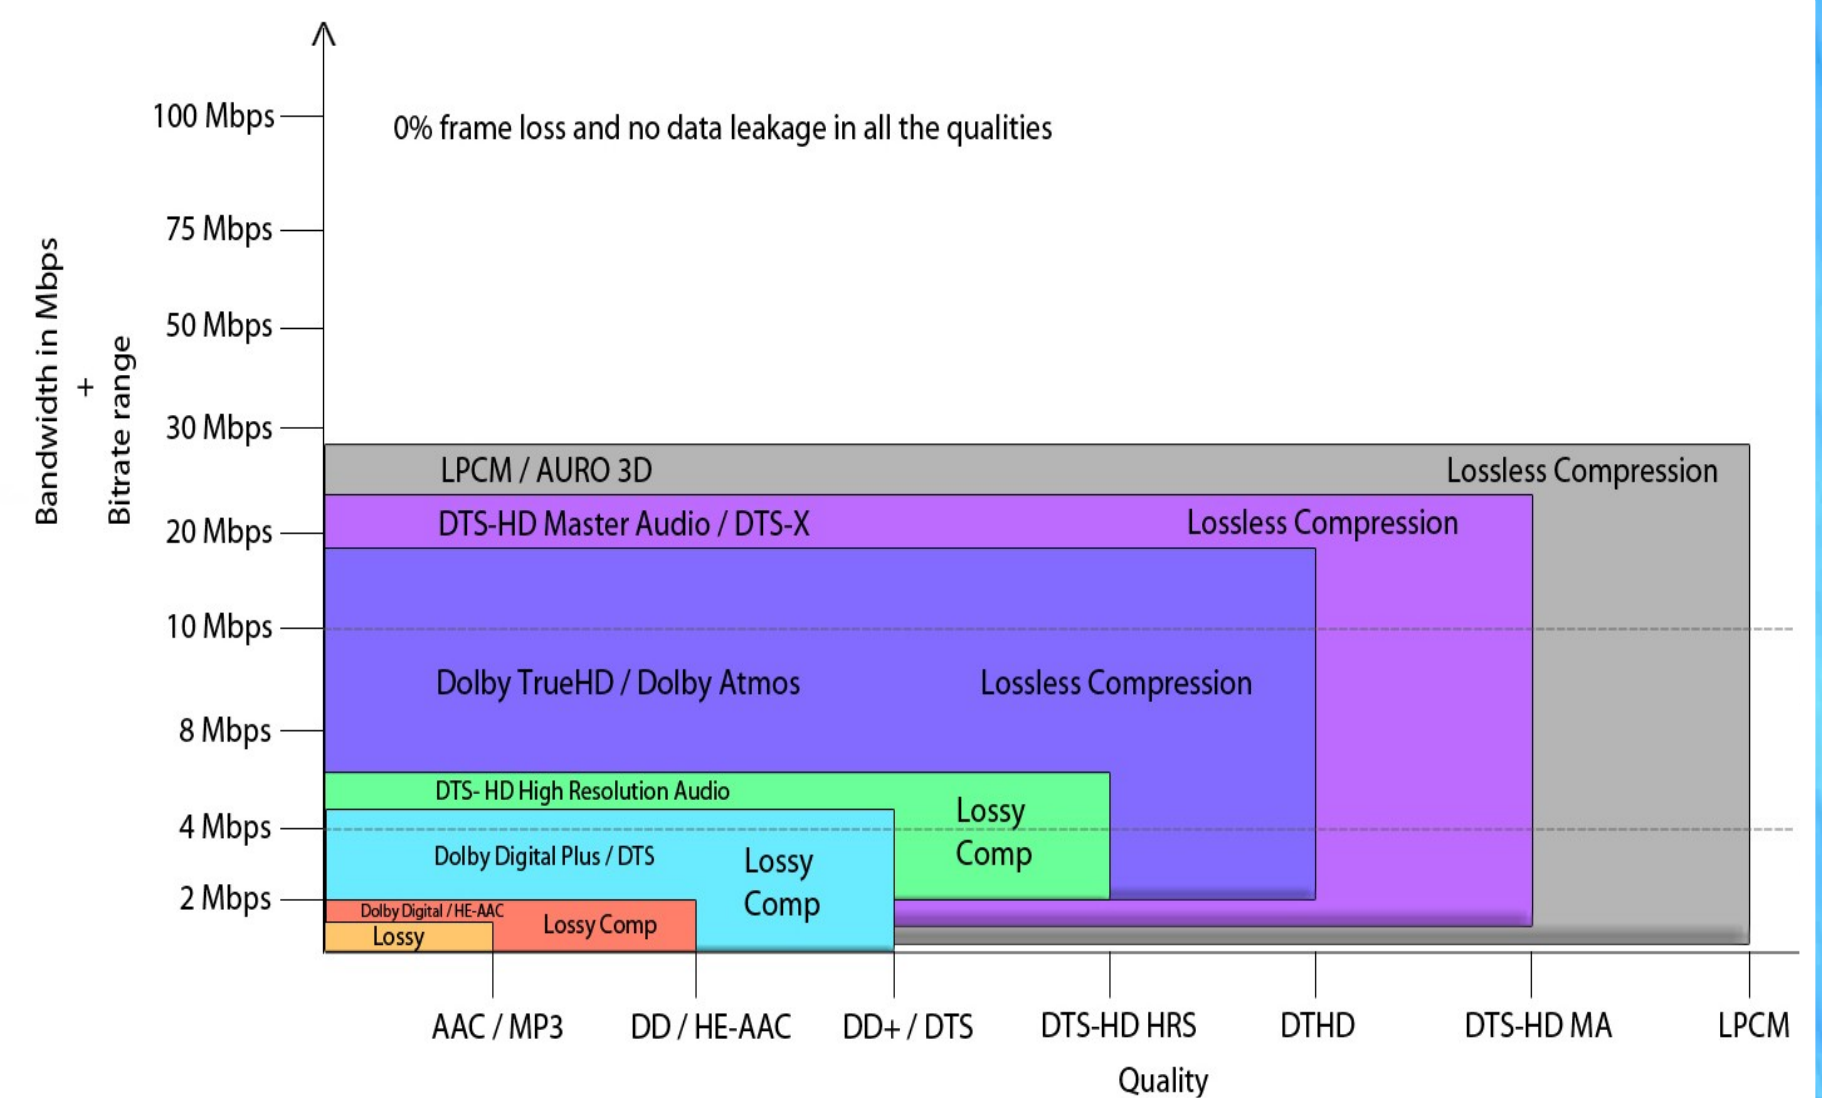 100 Mbps
0% frame loss and no data leakage in all the qualities
75 Mbps
50 Mbps
30 Mbps
20 Mbps
10 Mbps
8 Mbps
4 Mbps
2 Mbps
Bandwidth in Mbps
+
Bitrate range
LPCM / AURO 3D
Lossless Compression
DTS-HD Master Audio / DTS-X
Lossless Compression
Dolby TrueHD / Dolby Atmos
Lossless Compression
DTS- HD High Resolution Audio
Lossy
Comp
Dolby Digital Plus / DTS
Lossy
Comp
Dolby Digital / HE-AAC
Lossy Comp
Lossy
AAC / MP3
DD / HE-AAC
DD+ / DTS
DTS-HD HRS
DTHD
DTS-HD MA
LPCM
Quality